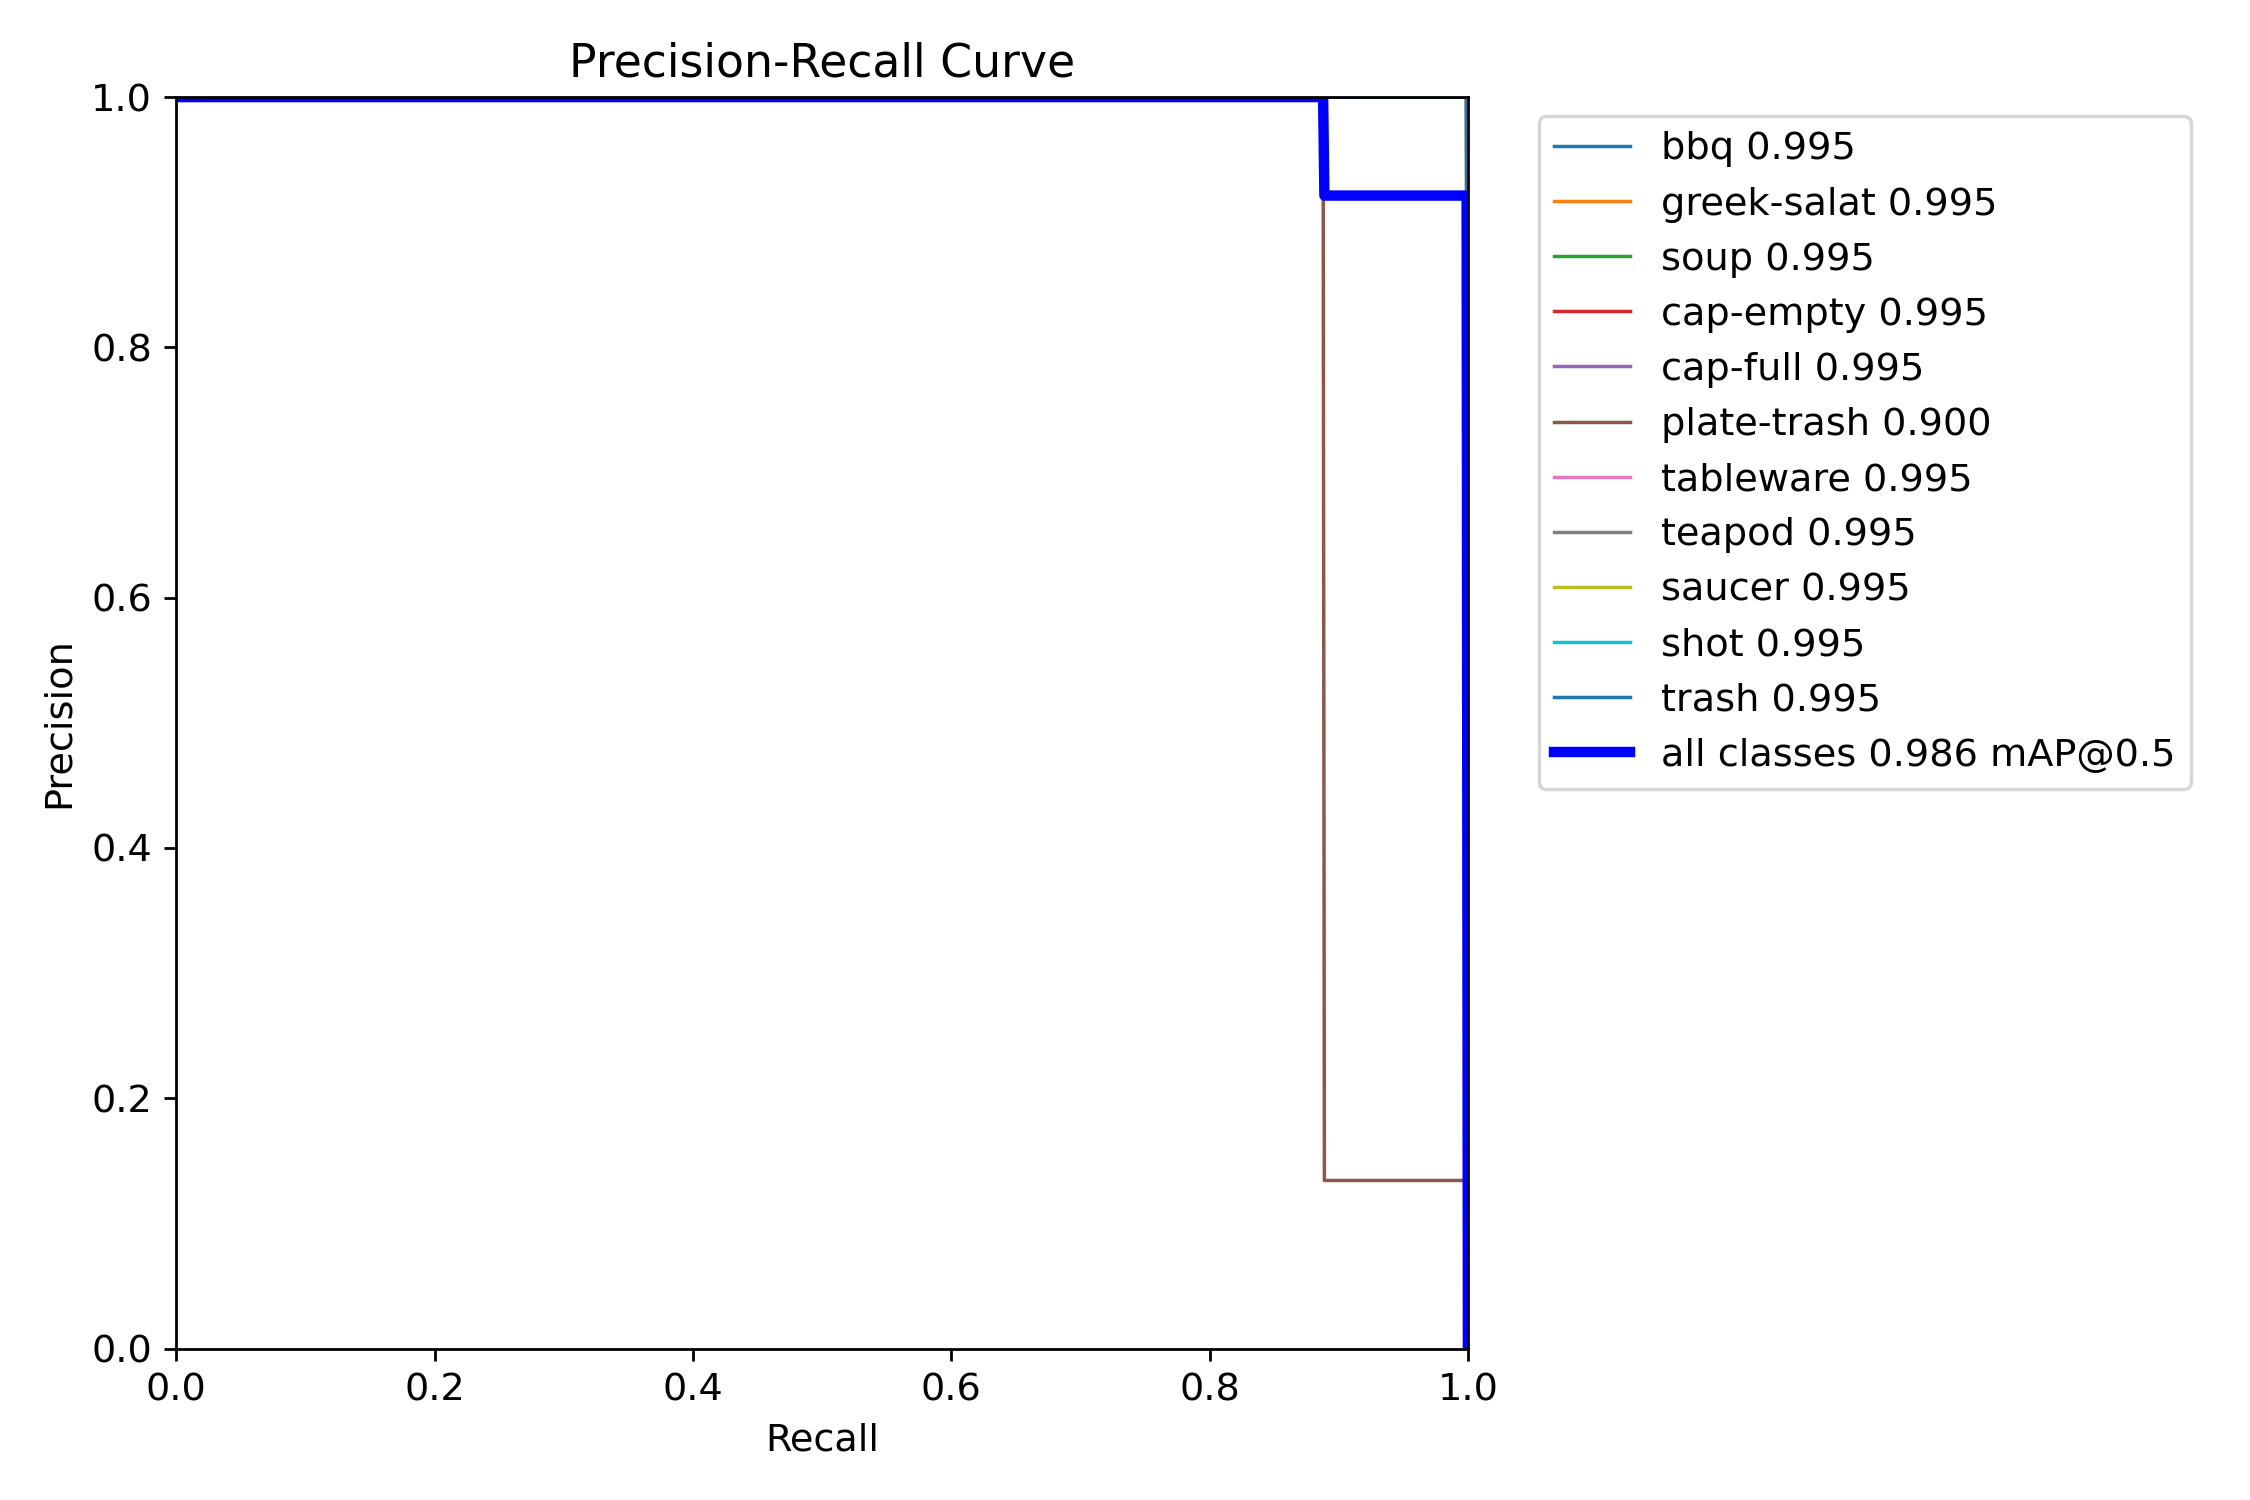 Precision-Recall Curve
1.0
0.8
0.6
0.4
0.2
0.0
Precision
0.0 0.2 0.4 0.6 0.8 1.0
Recall
bbq 0.995
greek-salat 0.995
soup 0.995
cap-empty 0.995
cap-full 0.995
plate-trash 0.900
tableware 0.995
teapod 0.995
saucer 0.995
shot 0.995
trash 0.995
all classes 0.986 mAP@0.5